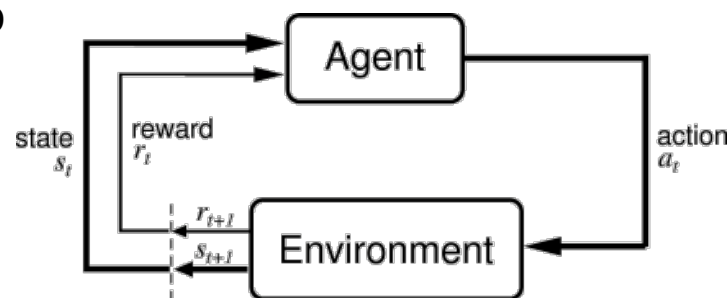 Agent
state
s_t
reward
r_t
action
a_t
r_{t+1}
s_{t+1}
Environment